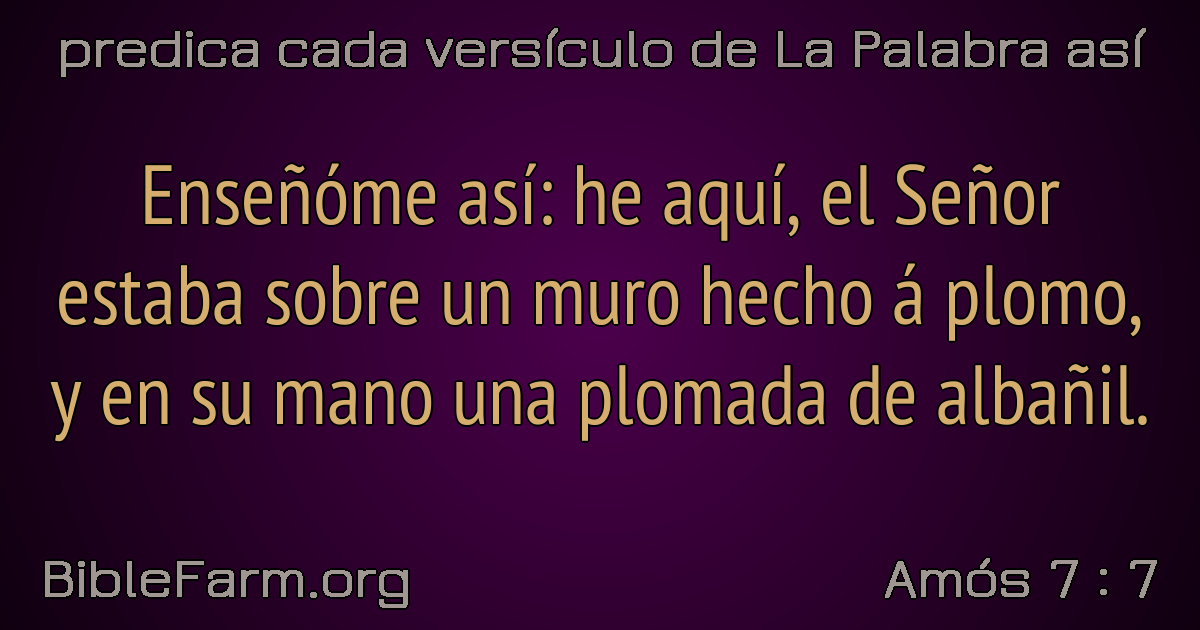 predica cada versículo de La Palabra así
Enseñóme así: he aquí, el Señor
estaba sobre un muro hecho á plomo,
y en su mano una plomada de albañil.
BibleFarm.org
Amós 7 : 7